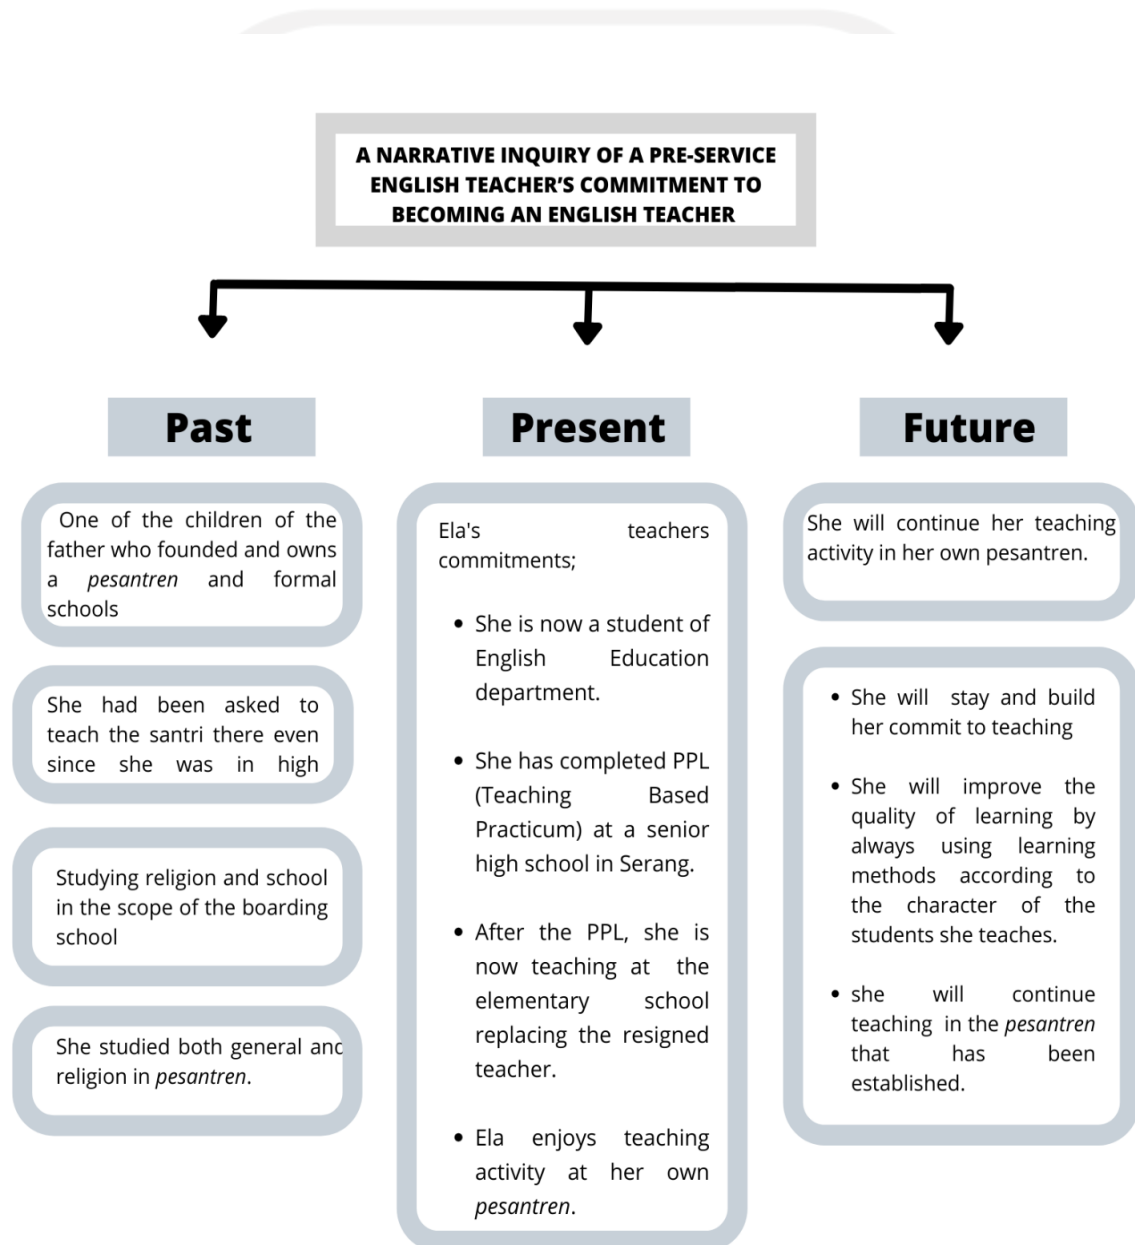 A NARRATIVE INQUIRY OF A PRE-SERVICE
ENGLISH TEACHER’S COMMITMENT TO
BECOMING AN ENGLISH TEACHER
Past
One of the children of the
father who founded and owns
a pesantren and formal
schools
She had been asked to
teach the santri there even
since she was in high
Studying religion and school
in the scope of the boarding
school
She studied both general and
religion in pesantren.
Present
Ela's teachers
commitments;
• She is now a student of
English Education
department.
• She has completed PPL
(Teaching Based
Practicum) at a senior
high school in Serang.
• After the PPL, she is
now teaching at the
elementary school
replacing the resigned
teacher.
• Ela enjoys teaching
activity at her own
pesantren.
Future
She will continue her teaching
activity in her own pesantren.
• She will stay and build
her commit to teaching
• She will improve the
quality of learning by
always using learning
methods according to
the character of the
students she teaches.
• she will continue
teaching in the pesantren
that has been
established.